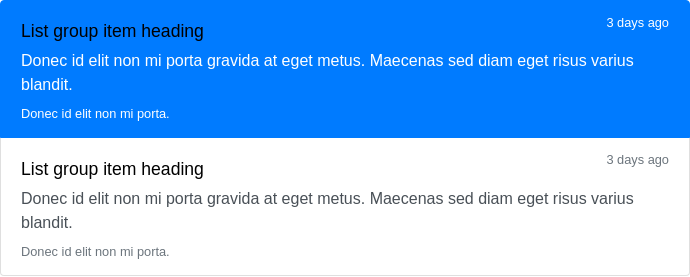 List group item heading
3 days ago
Donec id elit non mi porta gravida at eget metus. Maecenas sed diam eget risus varius
blandit.
Donec id elit non mi porta.
List group item heading
3 days ago
Donec id elit non mi porta gravida at eget metus. Maecenas sed diam eget risus varius
blandit.
Donec id elit non mi porta.